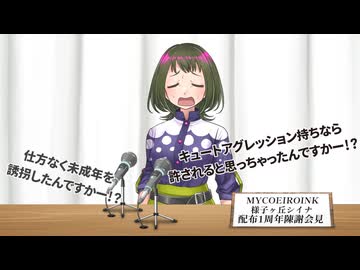 仕方なく未成年を
誘拐したんですかー!?
キュートアグレッション持ちなら
許されると思っちゃったんですかー!?
MYCOEIROINK
様子ヶ丘シイナ
配布1周年陳謝会見